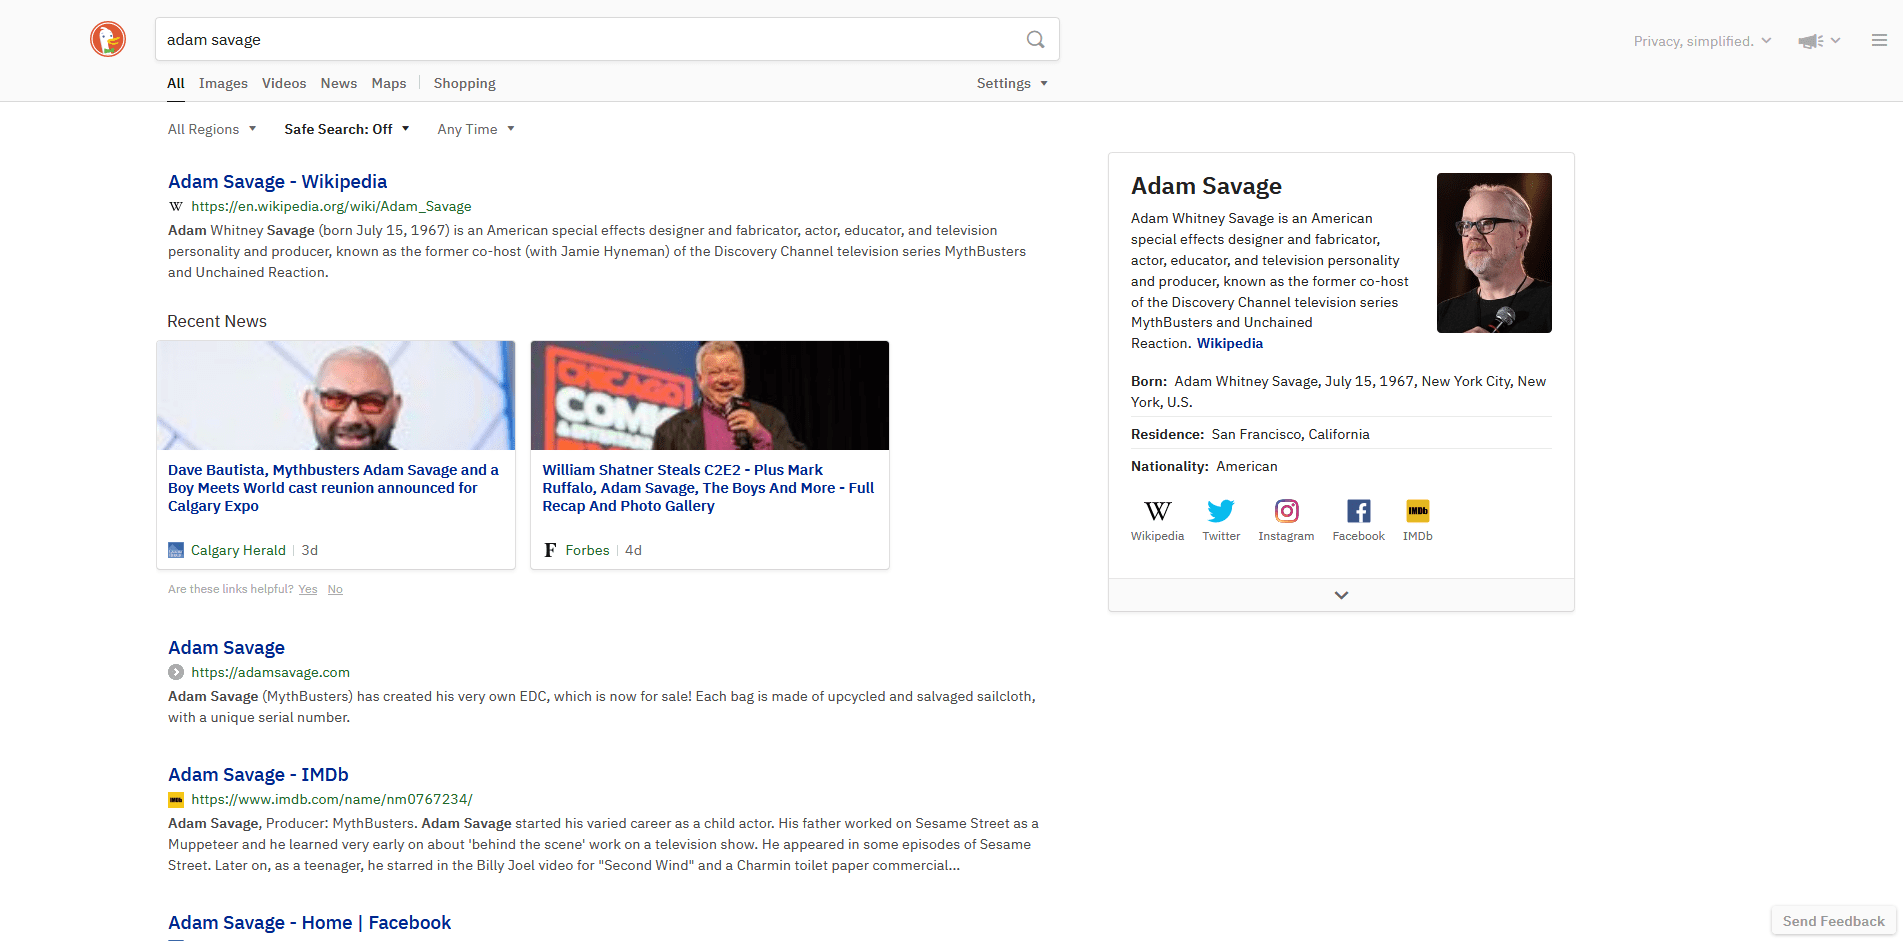 adam savage
Privacy, simplified.
All Images Videos News Maps Shopping
Settings
All Regions Safe Search: Off Any Time
Adam Savage - Wikipedia
W https://en.wikipedia.org/wiki/Adam_Savage
Adam Whitney Savage (born July 15, 1967) is an American special effects designer and fabricator, actor, educator, and television
personality and producer, known as the former co-host (with Jamie Hyneman) of the Discovery Channel television series MythBusters
and Unchained Reaction.
Recent News
CHICAGO
COMIC
& ENTERTAINMENT
Dave Bautista, Mythbusters Adam Savage and a
Boy Meets World cast reunion announced for
Calgary Expo
Calgary Herald 3d
William Shatner Steals C2E2 - Plus Mark
Ruffalo, Adam Savage, The Boys And More - Full
Recap And Photo Gallery
F Forbes 4d
Are these links helpful? Yes No
Adam Savage
https://adamsavage.com
Adam Savage (MythBusters) has created his very own EDC, which is now for sale! Each bag is made of upcycled and salvaged sailcloth,
with a unique serial number.
Adam Savage - IMDb
IMDb https://www.imdb.com/name/nm0767234/
Adam Savage, Producer: MythBusters. Adam Savage started his varied career as a child actor. His father worked on Sesame Street as a
Muppeteer and he learned very early on about 'behind the scene' work on a television show. He appeared in some episodes of Sesame
Street. Later on, as a teenager, he starred in the Billy Joel video for "Second Wind" and a Charmin toilet paper commercial...
Adam Savage - Home | Facebook
Adam Savage
Adam Whitney Savage is an American
special effects designer and fabricator,
actor, educator, and television personality
and producer, known as the former co-host
of the Discovery Channel television series
MythBusters and Unchained
Reaction. Wikipedia
Born: Adam Whitney Savage, July 15, 1967, New York City, New
York, U.S.
Residence: San Francisco, California
Nationality: American
W f IMDb
Wikipedia Twitter Instagram Facebook IMDb
Send Feedback